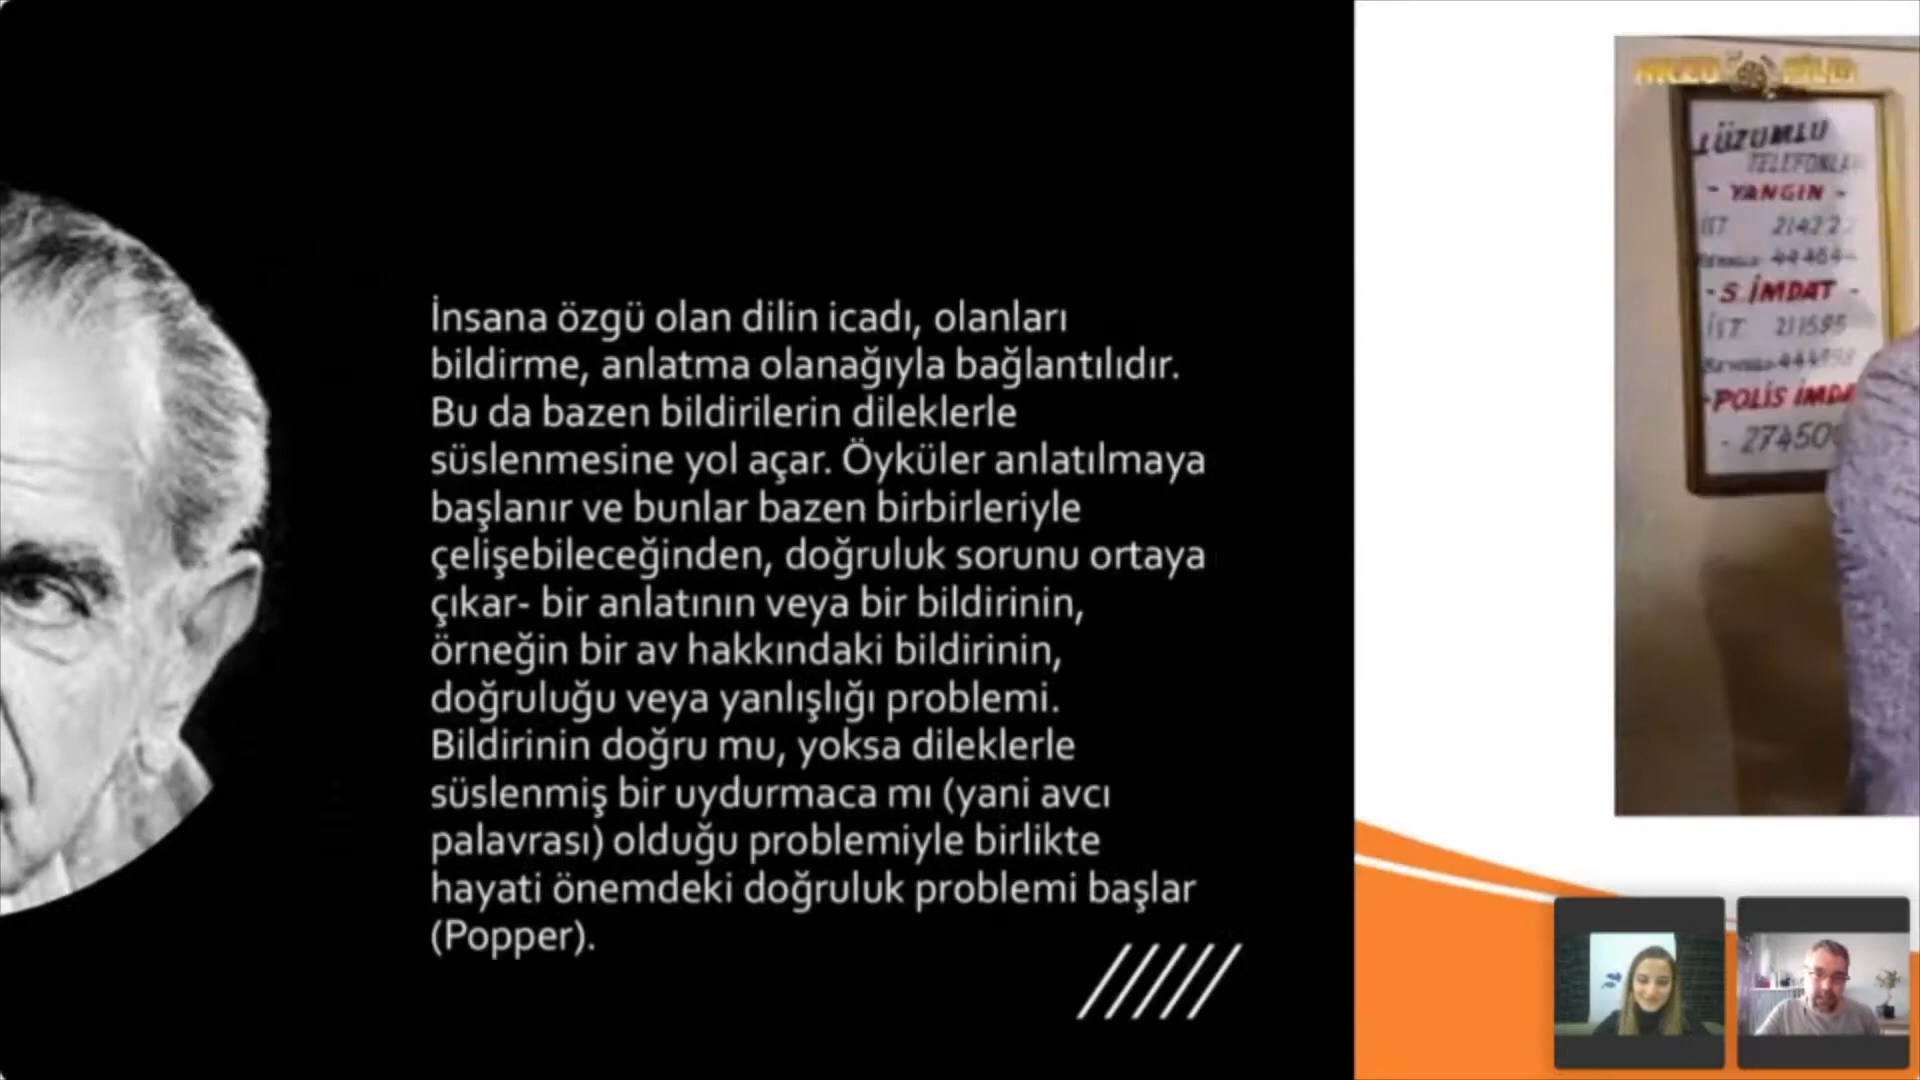 İnsana özgü olan dilin icadı, olanları
bildirme, anlatma olanağıyla bağlantılıdır.
Bu da bazen bildirilerin dileklerle
süslenmesine yol açar. Öyküler anlatılmaya
başlanır ve bunlar bazen birbirleriyle
çelişebileceğinden, doğruluk sorunu ortaya
çıkar- bir anlatının veya bir bildirinin,
örneğin bir av hakkındaki bildirinin,
doğruluğu veya yanlışlığı problemi.
Bildirinin doğru mu, yoksa dileklerle
süslenmiş bir uydurmaca mı (yani avcı
palavrası) olduğu problemiyle birlikte
hayati önemdeki doğruluk problemi başlar
(Popper).
LÜZUMLU
TELEFONLAR
- YANGIN -
İST
- S. İMDAT -
İST
- POLİS İMDA